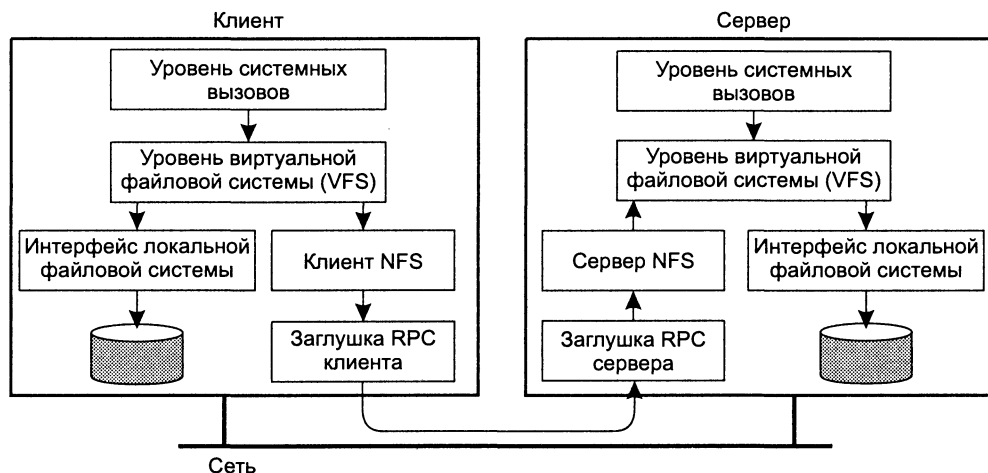 Клиент
Уровень системных
вызовов
Уровень виртуальной
файловой системы (VFS)
Интерфейс локальной
файловой системы
Клиент NFS
Заглушка RPC
клиента
Сервер
Уровень системных
вызовов
Уровень виртуальной
файловой системы (VFS)
Сервер NFS
Интерфейс локальной
файловой системы
Заглушка RPC
сервера
Сеть